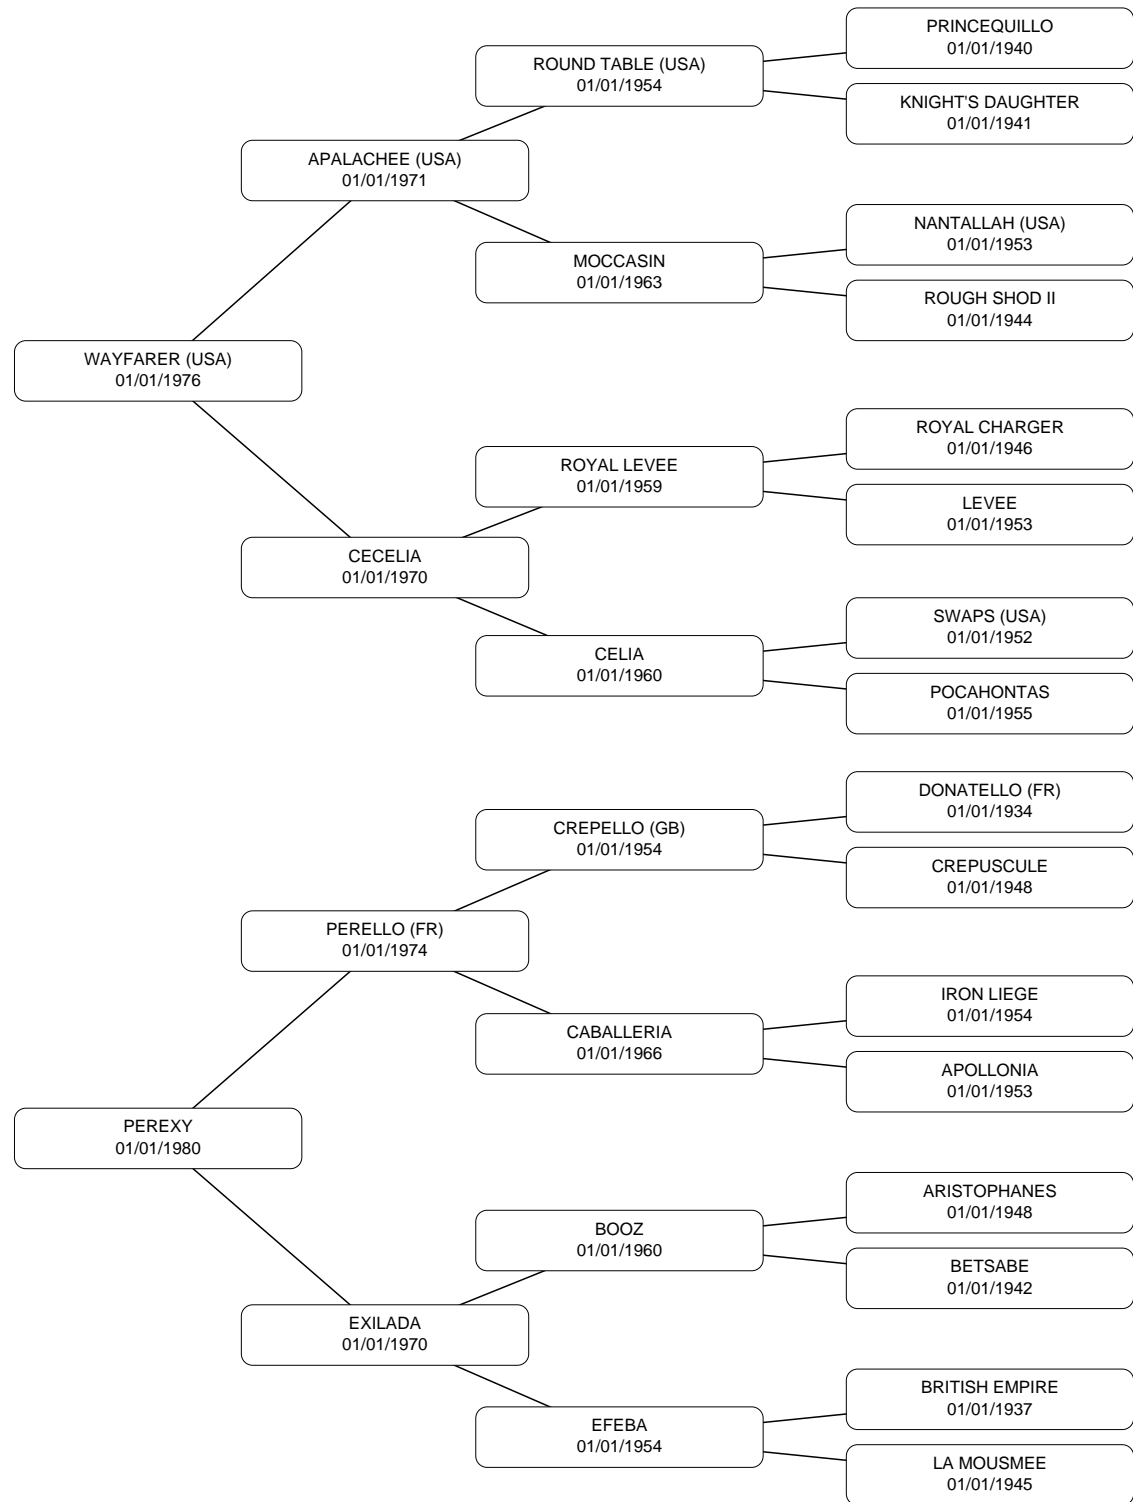 PRINCEQUILLO
01/01/1940
ROUND TABLE (USA)
01/01/1954
KNIGHT'S DAUGHTER
01/01/1941
APALACHEE (USA)
01/01/1971
NANTALLAH (USA)
01/01/1953
MOCCASIN
01/01/1963
ROUGH SHOD II
01/01/1944
WAYFARER (USA)
01/01/1976
ROYAL CHARGER
01/01/1946
ROYAL LEVEE
01/01/1959
LEVEE
01/01/1953
CECELIA
01/01/1970
SWAPS (USA)
01/01/1952
CELIA
01/01/1960
POCAHONTAS
01/01/1955
DONATELLO (FR)
01/01/1934
CREPELLO (GB)
01/01/1954
CREPUSCULE
01/01/1948
PERELLO (FR)
01/01/1974
IRON LIEGE
01/01/1954
CABALLERIA
01/01/1966
APOLLONIA
01/01/1953
PEREXY
01/01/1980
ARISTOPHANES
01/01/1948
BOOZ
01/01/1960
BETSABE
01/01/1942
EXILADA
01/01/1970
BRITISH EMPIRE
01/01/1937
EFEBA
01/01/1954
LA MOUSMEE
01/01/1945